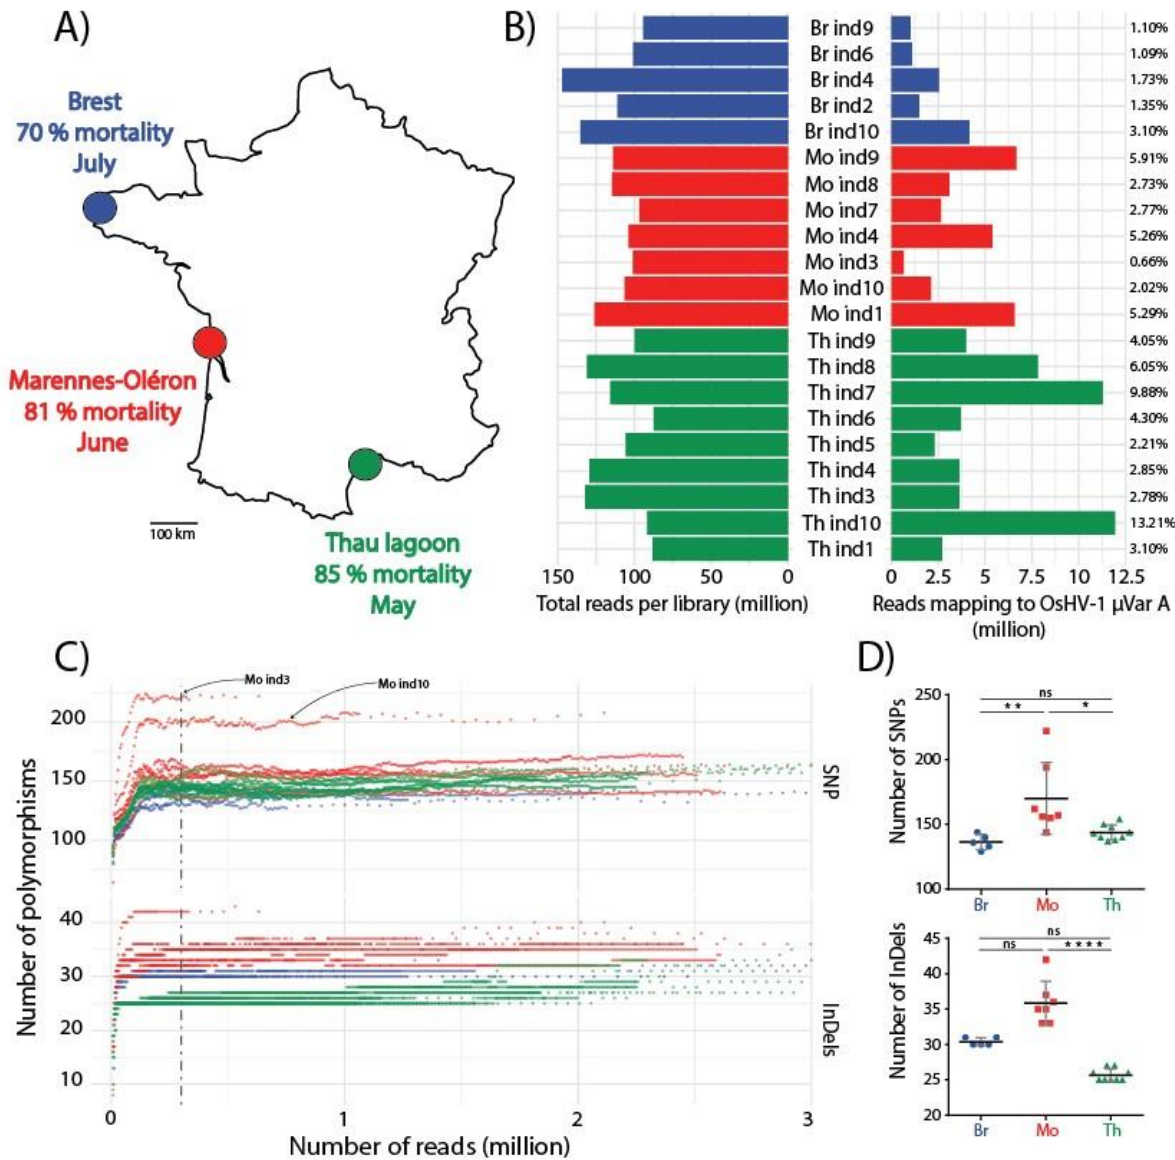 A)
Brest
70 % mortality
July
Marennes-Oléron
81 % mortality
June
100 km
Thau lagoon
85 % mortality
May
B)
Br ind9 1.10%
Br ind6 1.09%
Br ind4 1.73%
Br ind2 1.35%
Br ind10 3.10%
Mo ind9 5.91%
Mo ind8 2.73%
Mo ind7 2.77%
Mo ind4 5.26%
Mo ind3 0.66%
Mo ind10 2.02%
Mo ind1 5.29%
Th ind9 4.05%
Th ind8 6.05%
Th ind7 9.88%
Th ind6 4.30%
Th ind5 2.21%
Th ind4 2.85%
Th ind3 2.78%
Th ind10 13.21%
Th ind1 3.10%
150 100 50 0 0 2.5 5 7.5 10 12.5
Total reads per library (million) Reads mapping to OsHV-1 µVar A
(million)
C)
Mo ind3 Mo ind10
200
150
100
SNP
40
30
20
10
InDels
Number of polymorphisms
0 1 2 3
Number of reads (million)
D)
ns
** *
250
200
150
100
Number of SNPs
Br Mo Th
ns
ns ****
45
40
35
30
25
20
Number of InDels
Br Mo Th